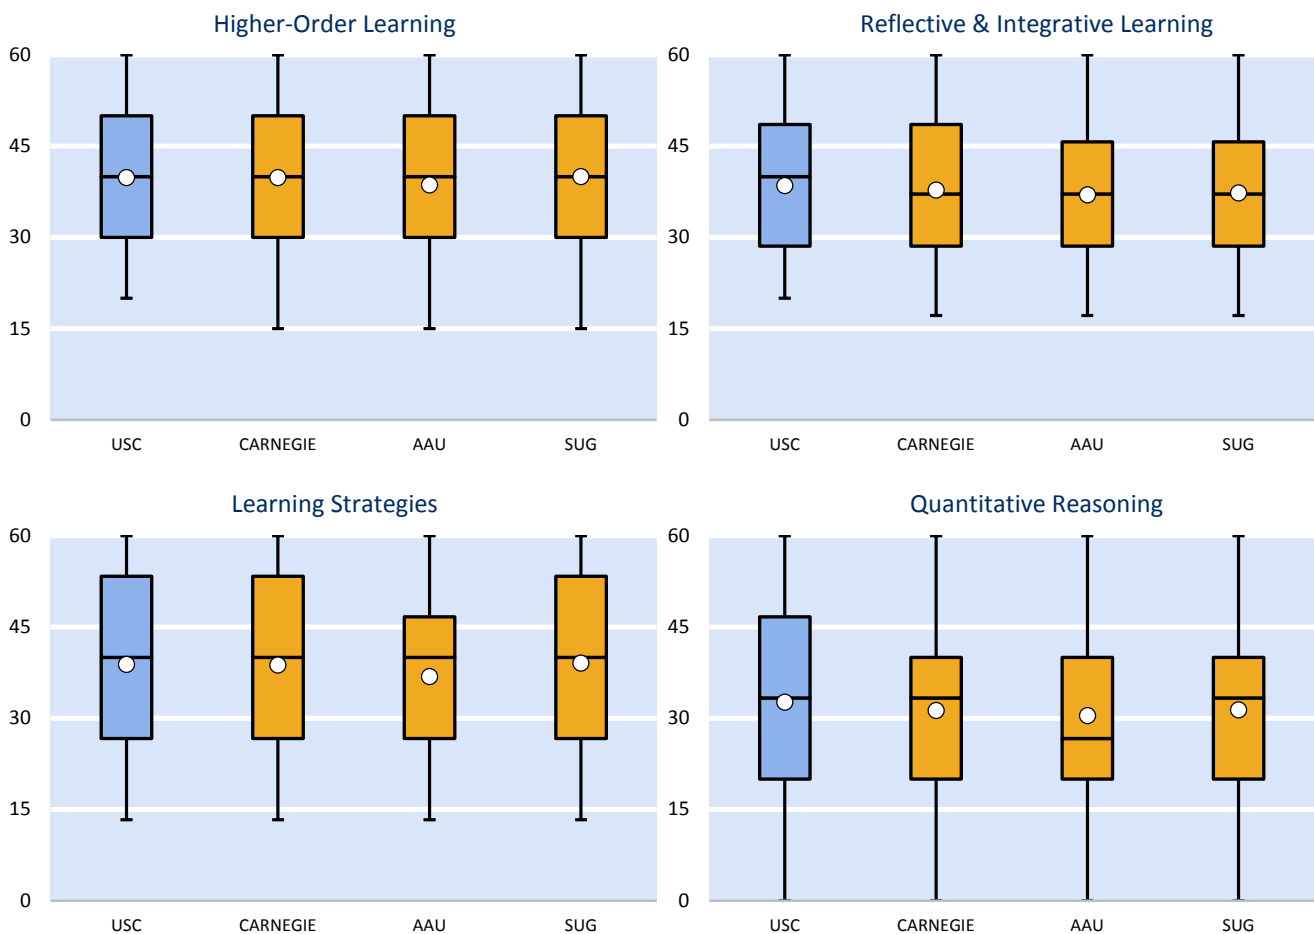 Higher-Order Learning
60
45
30
15
0
USC CARNEGIE AAU SUG
Reflective & Integrative Learning
60
45
30
15
0
USC CARNEGIE AAU SUG
Learning Strategies
60
45
30
15
0
USC CARNEGIE AAU SUG
Quantitative Reasoning
60
45
30
15
0
USC CARNEGIE AAU SUG